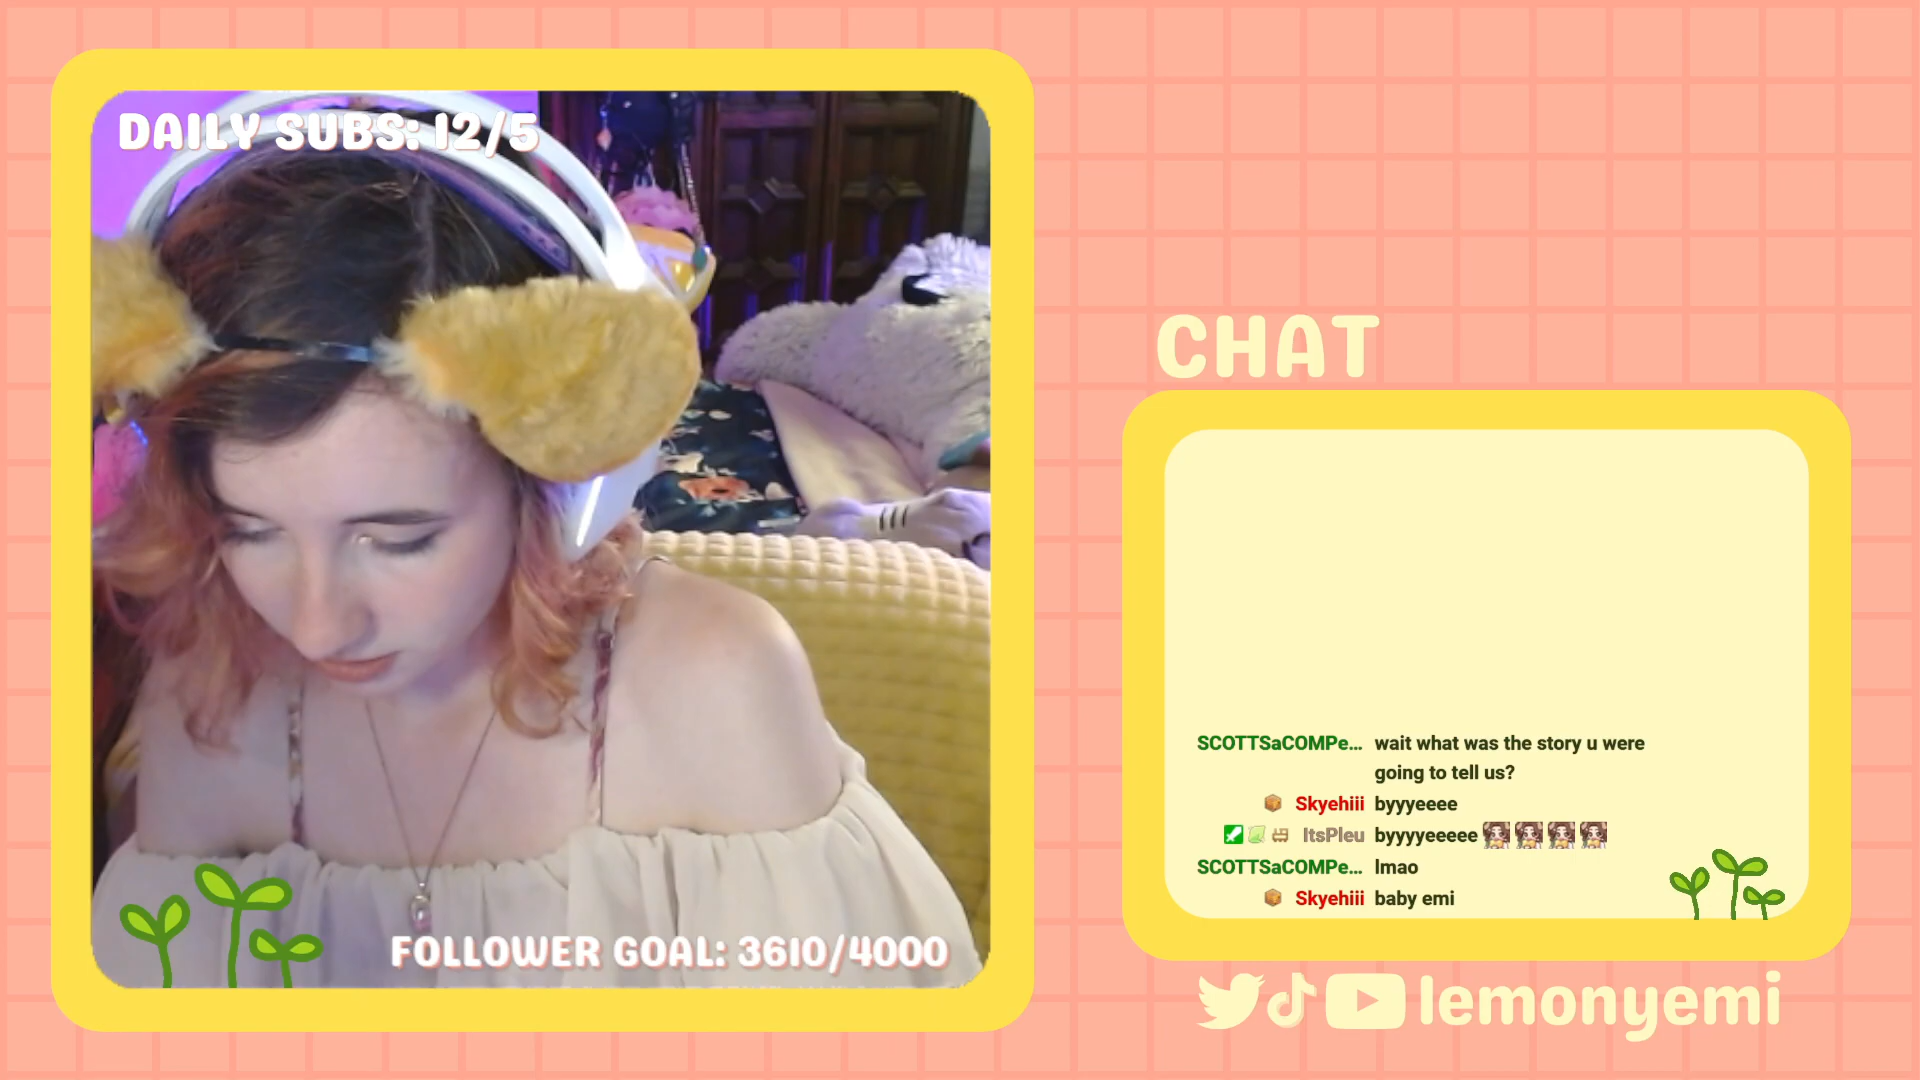 DAILY SUBS: 12/5
FOLLOWER GOAL: 3610/4000
CHAT
SCOTTSaCOMPe... wait what was the story u were
going to tell us?
Skyehiii byyyeeee
ItsPleu byyyyeeeee
SCOTTSaCOMPe... lmao
Skyehiii baby emi
lemonyemi